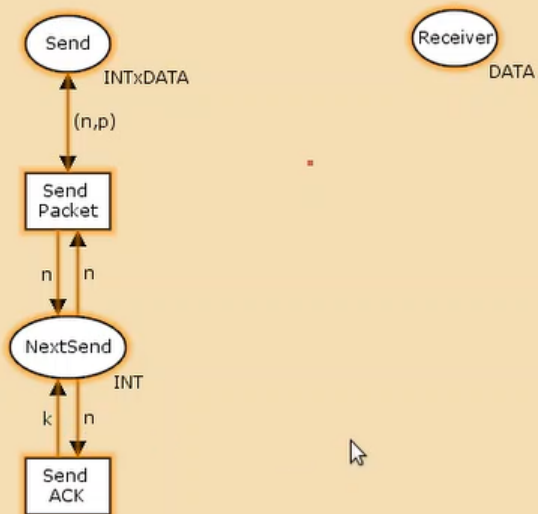 Send
Receiver
INTxDATA
DATA
(n,p)
Send
Packet
n
n
NextSend
INT
k
n
Send
ACK